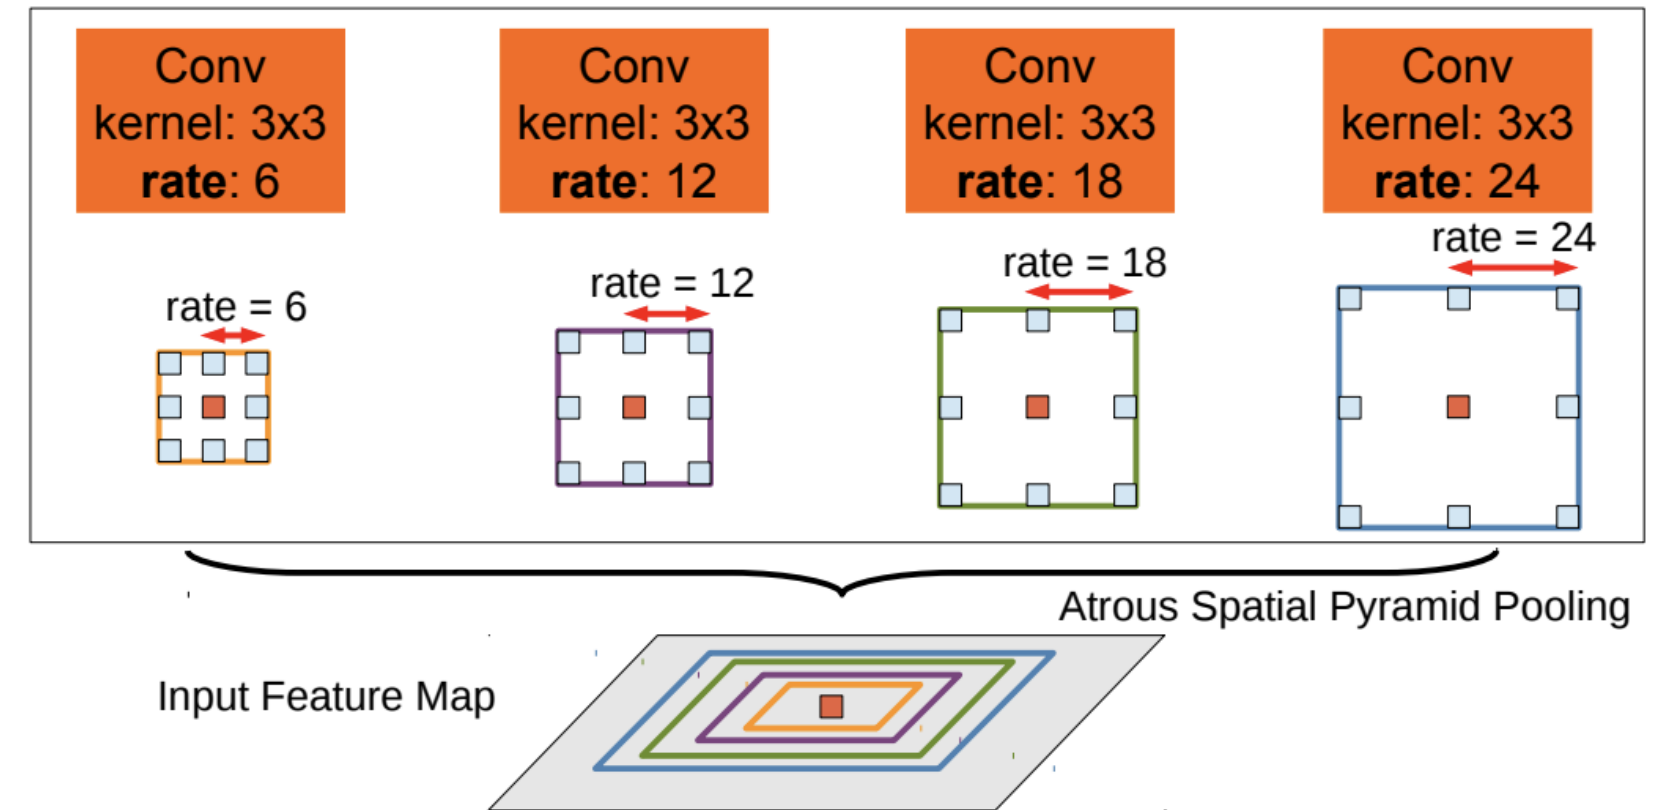 Conv
kernel: 3x3
rate: 6
Conv
kernel: 3x3
rate: 12
Conv
kernel: 3x3
rate: 18
Conv
kernel: 3x3
rate: 24
rate = 6
rate = 12
rate = 18
rate = 24
Atrous Spatial Pyramid Pooling
Input Feature Map